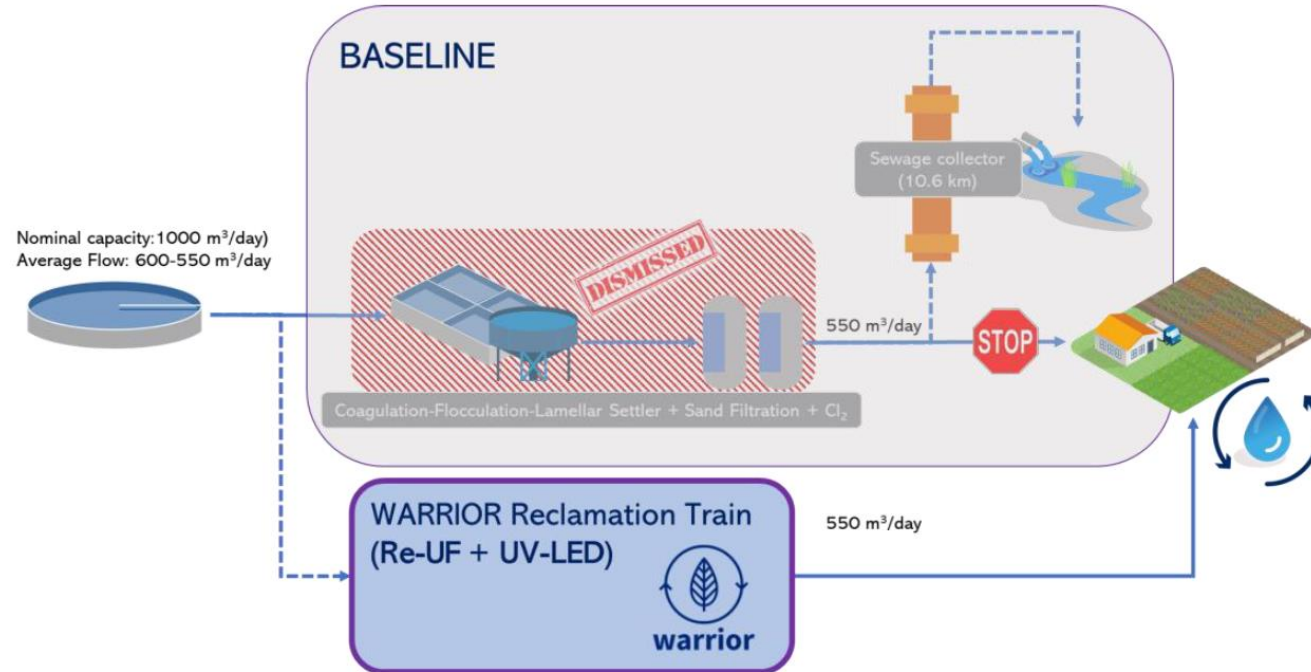 BASELINE
Sewage collector
(10.6 km)
Nominal capacity:1000 m³/day)
Average Flow: 600-550 m³/day
DISMISSED
550 m³/day
STOP
Coagulation-Flocculation-Lamellar Settler + Sand Filtration + Cl₂
WARRIOR Reclamation Train
(Re-UF + UV-LED)
550 m³/day
warrior